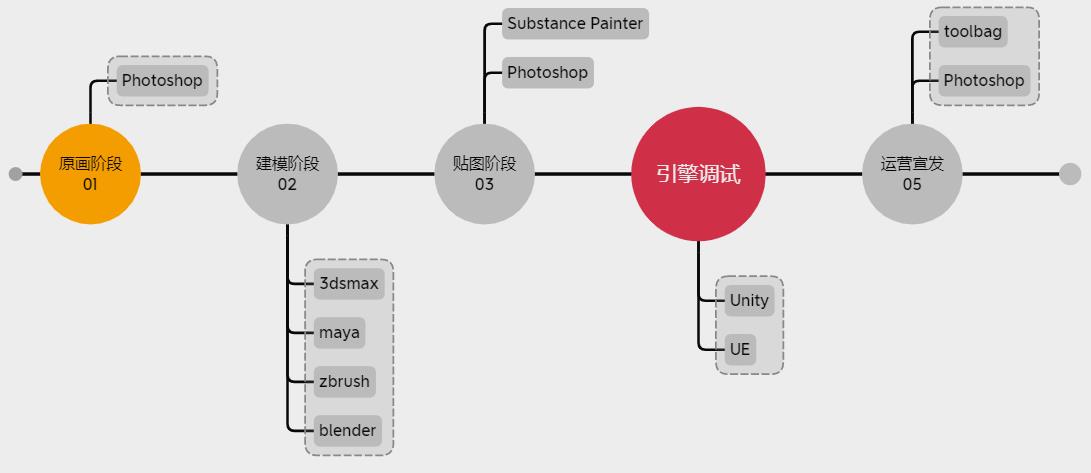 Photoshop
原画阶段
01
建模阶段
02
3dsmax
maya
zbrush
blender
Substance Painter
Photoshop
贴图阶段
03
引擎调试
Unity
UE
toolbag
Photoshop
运营宣发
05